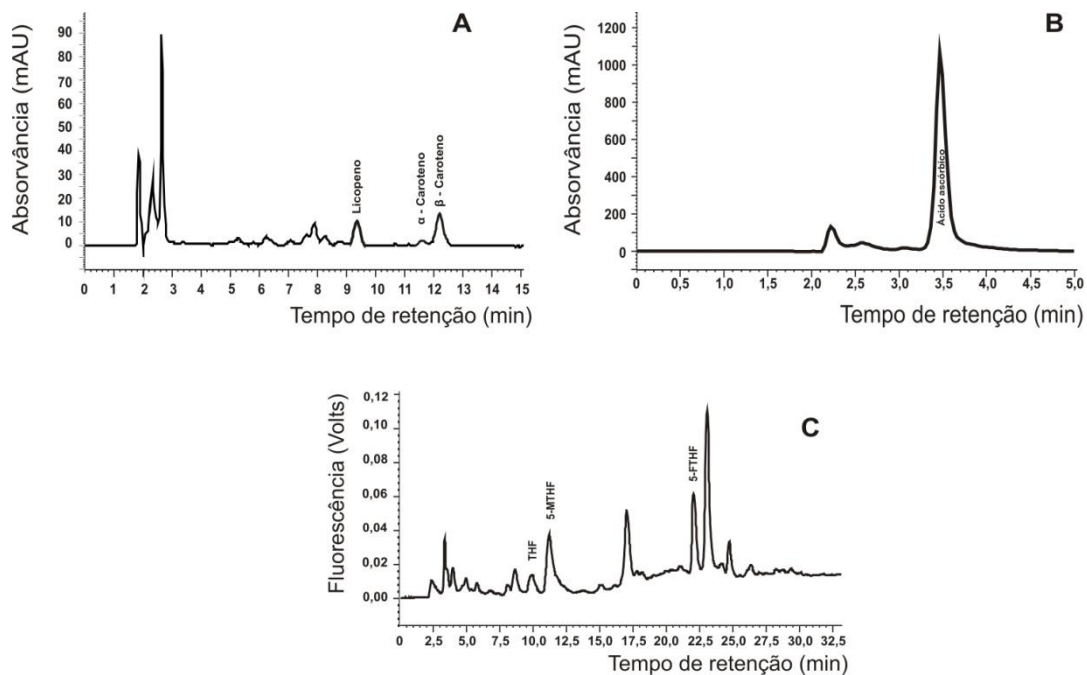 A
Absorvância (mAU)
90
80
70
60
50
40
30
20
10
0
Licopeno
α - Caroteno
β - Caroteno
0 1 2 3 4 5 6 7 8 9 10 11 12 13 14 15
Tempo de retenção (min)
B
Absorvância (mAU)
1200
1000
800
600
400
200
0
Ácido ascórbico
0 0,5 1,0 1,5 2,0 2,5 3,0 3,5 4,0 4,5 5,0
Tempo de retenção (min)
C
Fluorescência (Volts)
0,12
0,10
0,08
0,06
0,04
0,02
0,00
THF
5-MTHF
5-FTHF
0 2,5 5,0 7,5 10,0 12,5 15,0 17,5 20,0 22,5 25,0 27,5 30,0 32,5
Tempo de retenção (min)